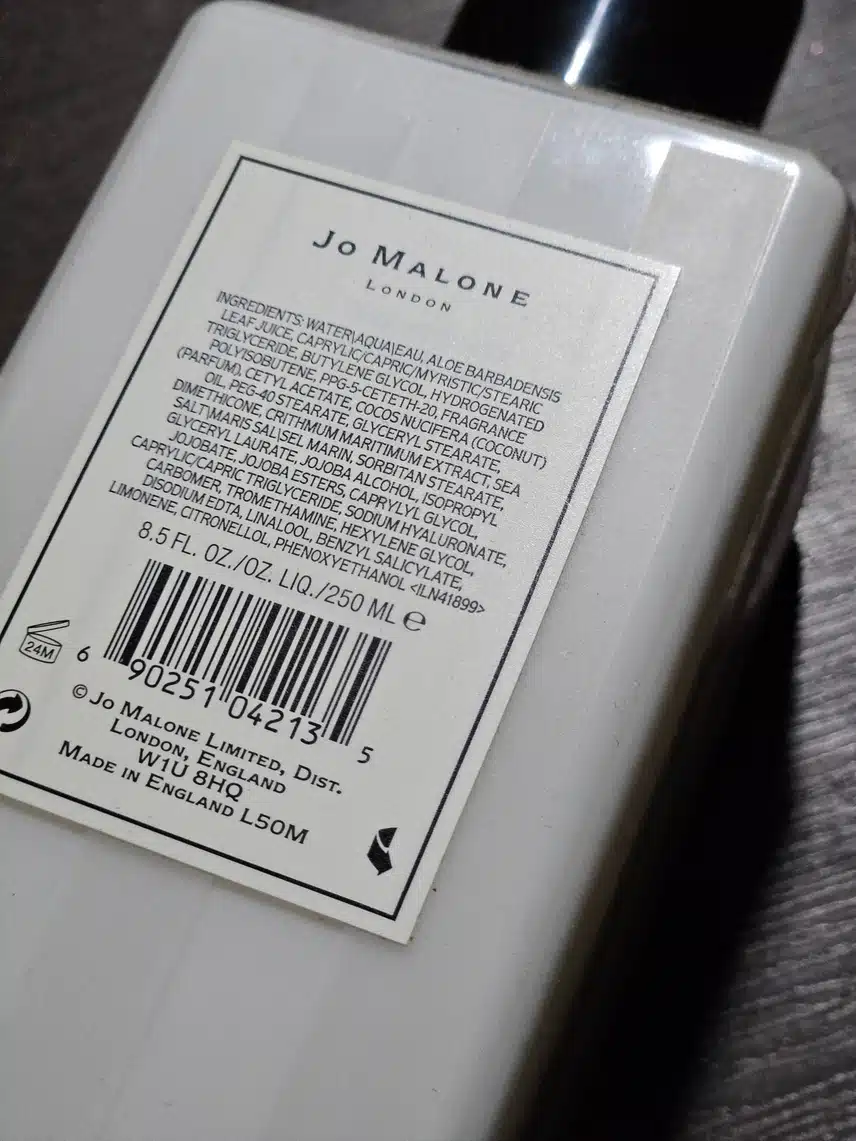 Jo MALONE
LONDON
INGREDIENTS: WATER\AQUA\EAU, ALOE BARBADENSIS
LEAF JUICE, CAPRYLIC/CAPRIC/MYRISTIC/STEARIC
TRIGLYCERIDE, BUTYLENE GLYCOL, HYDROGENATED
POLYISOBUTENE, PPG-5-CETETH-20, FRAGRANCE
(PARFUM), CETYL ACETATE, COCOS NUCIFERA (COCONUT)
OIL, PEG-40 STEARATE, GLYCERYL STEARATE,
DIMETHICONE, CRITHMUM MARITIMUM EXTRACT, SEA
SALT\MARIS SAL\SEL MARIN, SORBITAN STEARATE,
GLYCERYL LAURATE, JOJOBA ALCOHOL, ISOPROPYL
JOJOBATE, JOJOBA ESTERS, CAPRYLYL GLYCOL,
CAPRYLIC/CAPRIC TRIGLYCERIDE, SODIUM HYALURONATE,
CARBOMER, TROMETHAMINE, HEXYLENE GLYCOL,
DISODIUM EDTA, LINALOOL, BENZYL SALICYLATE,
LIMONENE, CITRONELLOL, PHENOXYETHANOL <ILN41899>
8.5 FL. OZ./OZ. LIQ./250 ML ℮
24M
6 90251 04213 5
© Jo MALONE LIMITED, DIST.
LONDON, ENGLAND
W1U 8HQ
MADE IN ENGLAND L50M